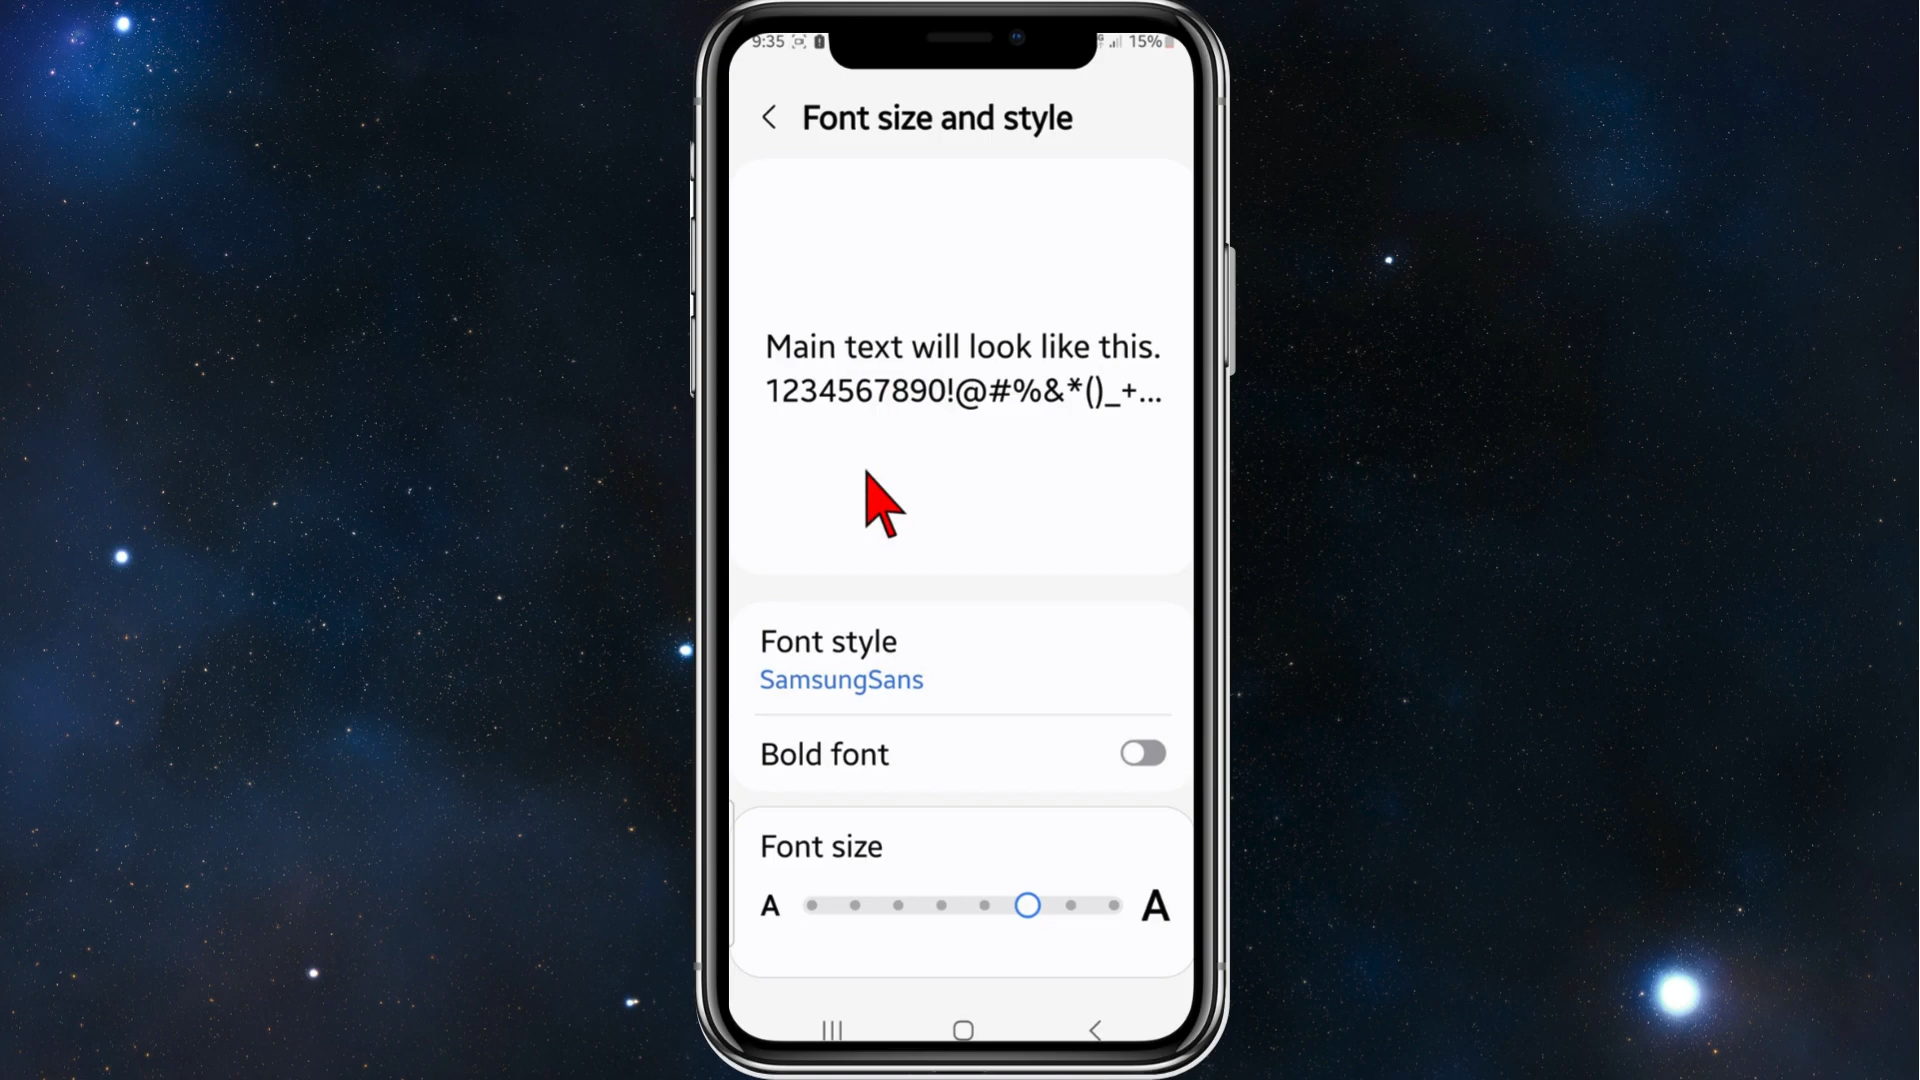 9:35 15%
Font size and style
Main text will look like this.
1234567890!@#%&*()_+...
Font style
SamsungSans
Bold font
Font size
A A